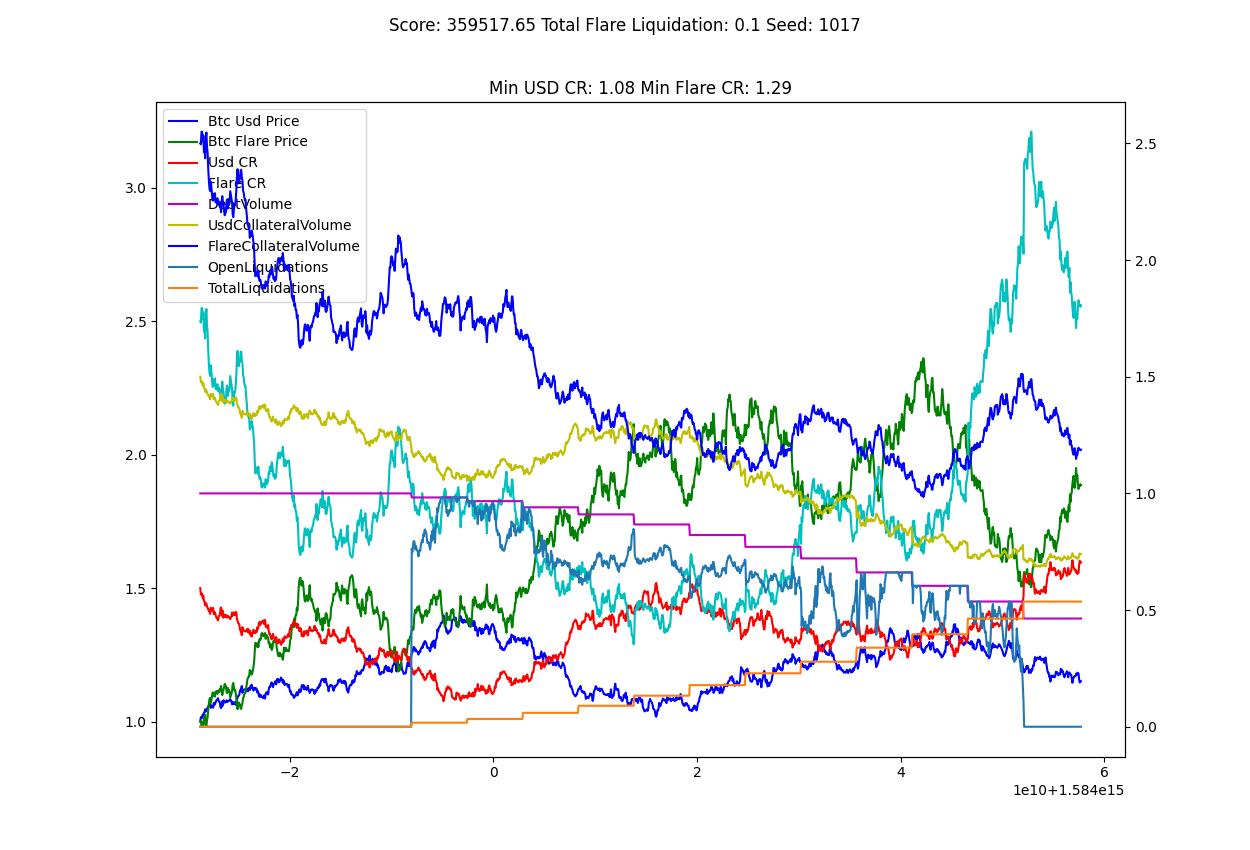 Score: 359517.65 Total Flare Liquidation: 0.1 Seed: 1017
Min USD CR: 1.08 Min Flare CR: 1.29
Btc Usd Price
Btc Flare Price
Usd CR
Flare CR
DebtVolume
UsdCollateralVolume
FlareCollateralVolume
OpenLiquidations
TotalLiquidations
3.0
2.5
2.0
1.5
1.0
2.5
2.0
1.5
1.0
0.5
0.0
−2
0
2
4
6
1e10+1.584e15